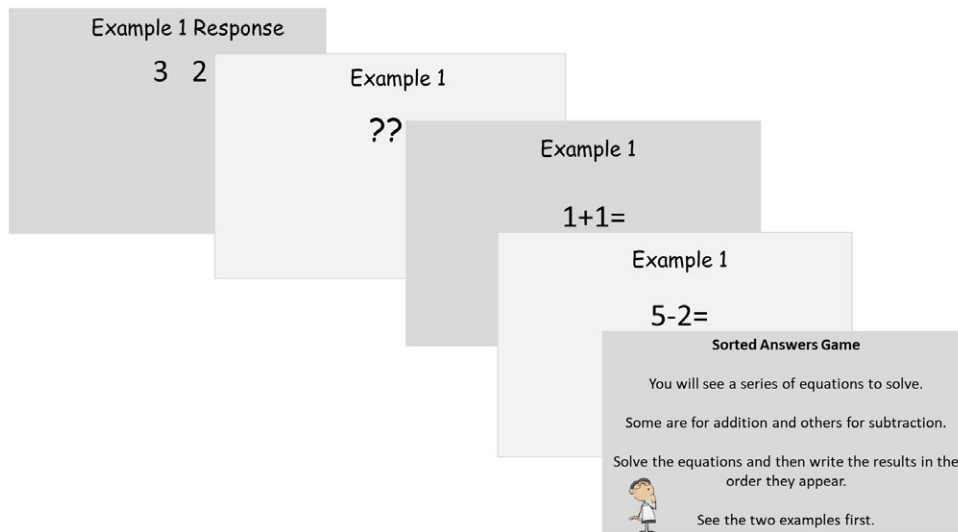 Example 1 Response
3 2
Example 1
??
Example 1
1+1=
Example 1
5-2=
Sorted Answers Game
You will see a series of equations to solve.
Some are for addition and others for subtraction.
Solve the equations and then write the results in the
order they appear.
See the two examples first.